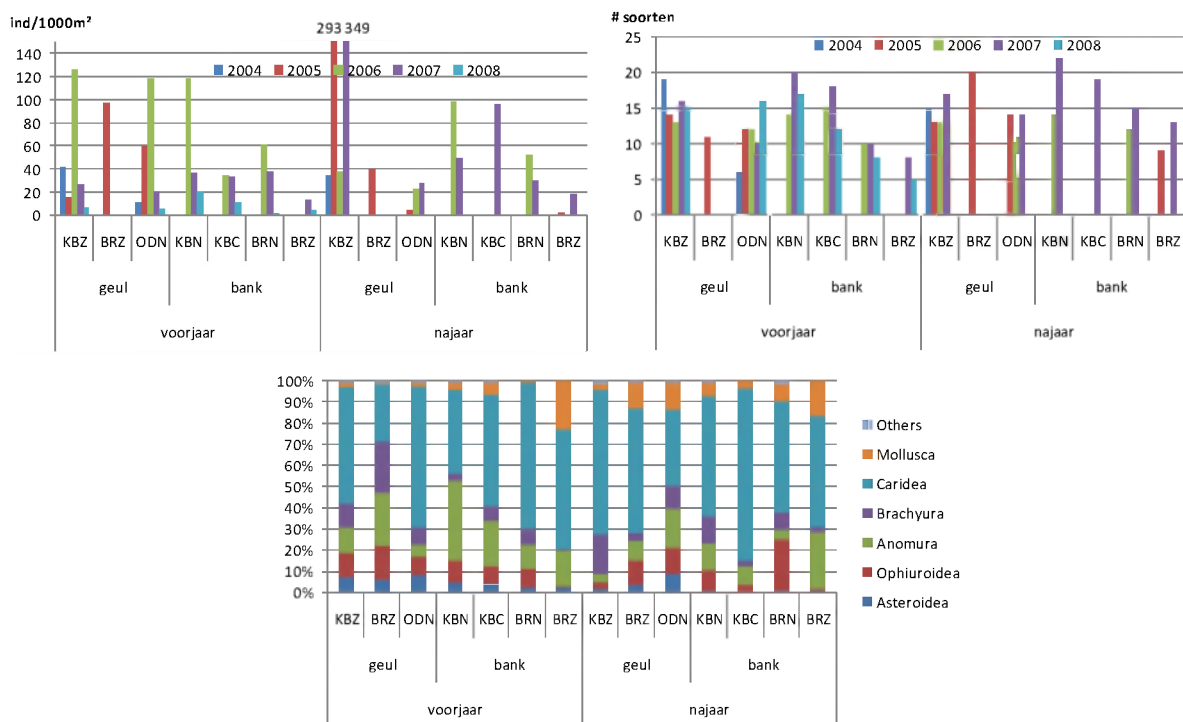 ind/1000m²
293 349
140
120
100
80
60
40
20
0
2004 2005 2006 2007 2008
KBZ BRZ ODN KBN KBC BRN BRZ KBZ BRZ ODN KBN KBC BRN BRZ
geul bank geul bank
voorjaar najaar
# soorten
25
20
15
10
5
0
2004 2005 2006 2007 2008
KBZ BRZ ODN KBN KBC BRN BRZ KBZ BRZ ODN KBN KBC BRN BRZ
geul bank geul bank
voorjaar najaar
100%
90%
80%
70%
60%
50%
40%
30%
20%
10%
0%
KBZ BRZ ODN KBN KBC BRN BRZ KBZ BRZ ODN KBN KBC BRN BRZ
geul bank geul bank
voorjaar najaar
Others
Mollusca
Caridea
Brachyura
Anomura
Ophiuroidea
Asteroidea